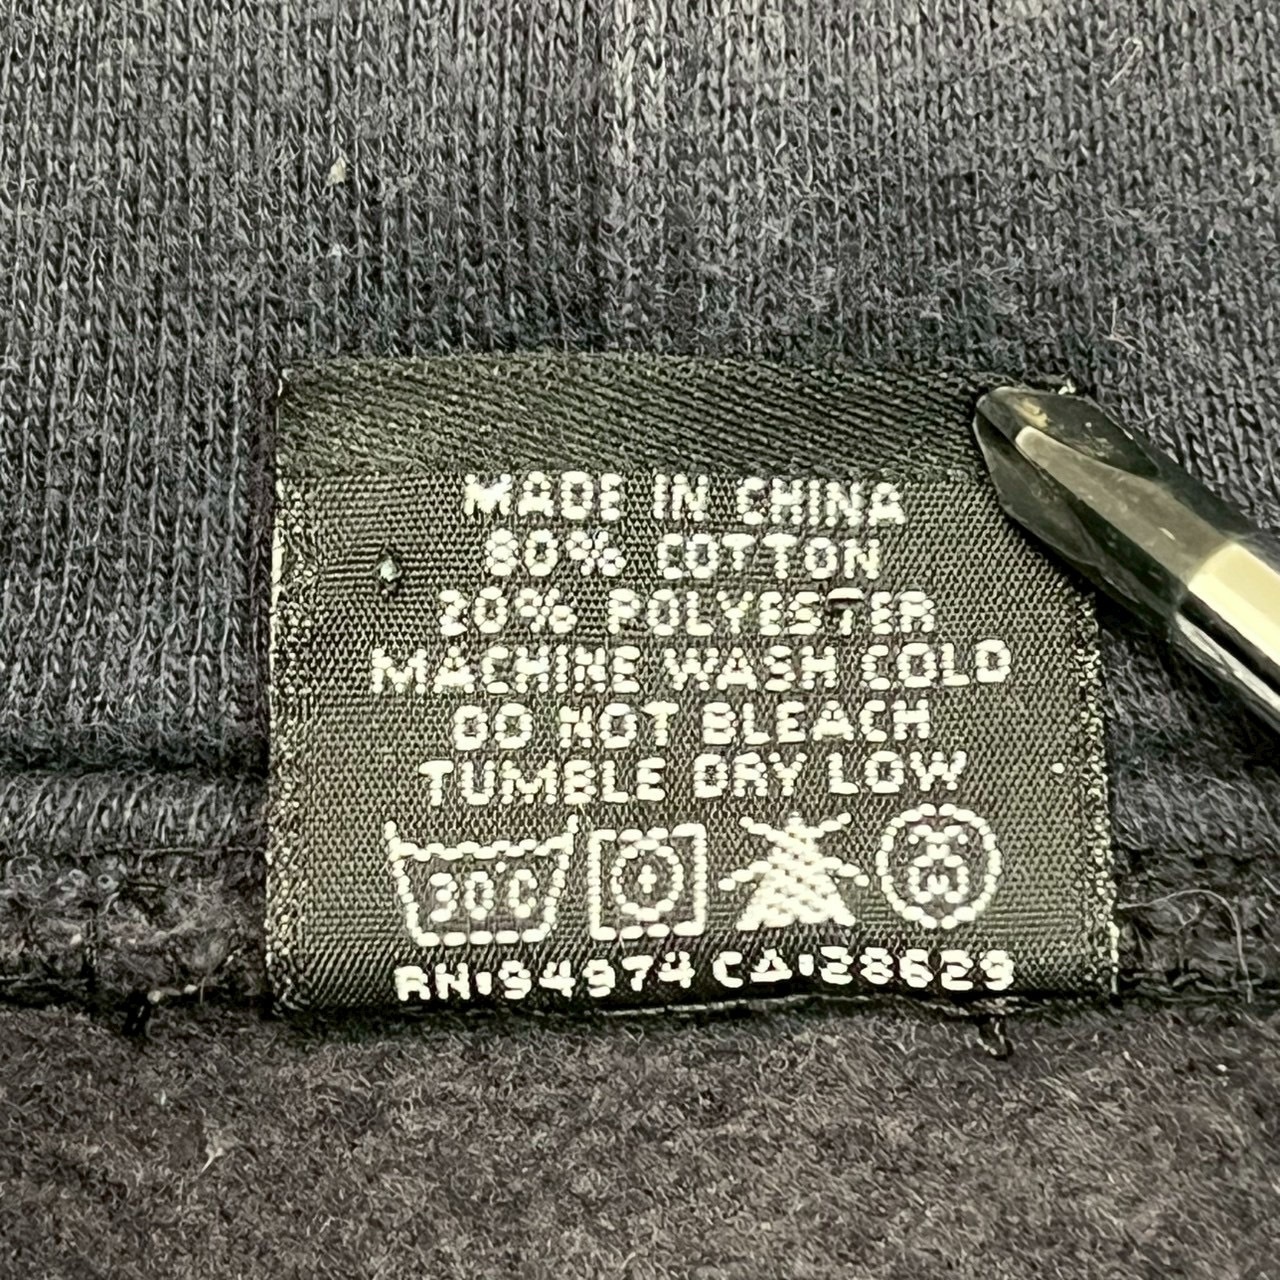 MADE IN CHINA
80% COTTON
20% POLYESTER
MACHINE WASH COLD
DO NOT BLEACH
TUMBLE DRY LOW
30°C
RN:94974 CA:28629